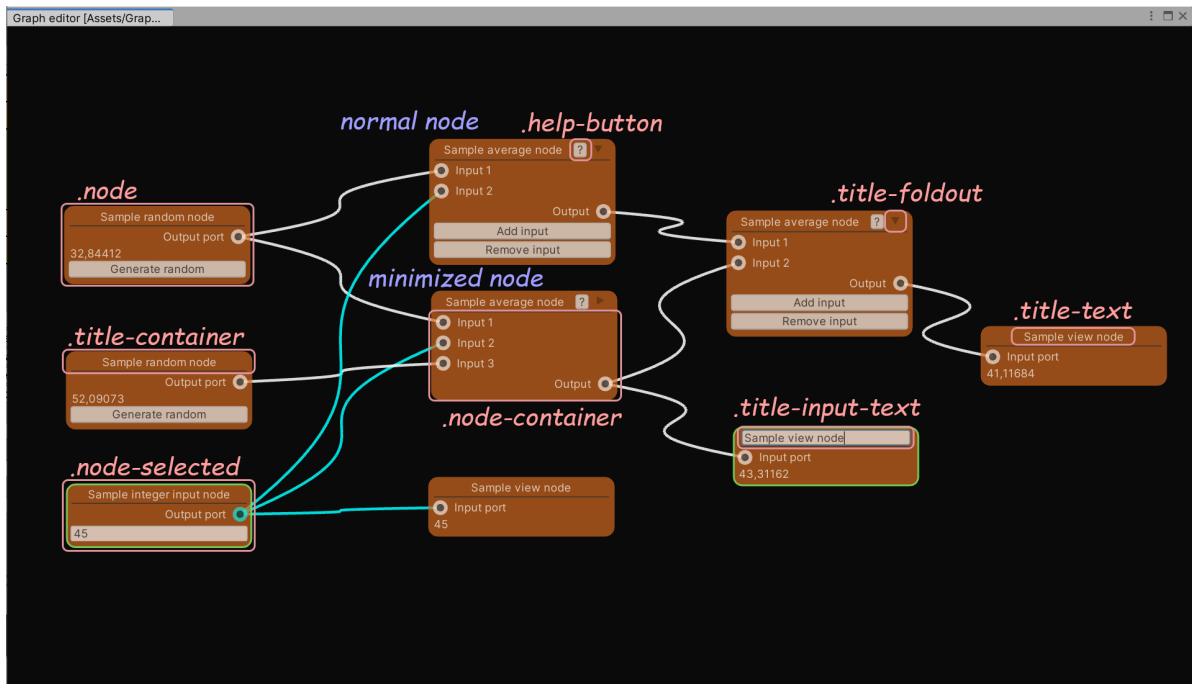 Graph editor [Assets/Grap...
normal node
.help-button
Sample average node ?
Input 1
Input 2
Output
Add input
Remove input
.node
Sample random node
Output port
32,84412
Generate random
.title-foldout
Sample average node ?
Input 1
Input 2
Output
Add input
Remove input
minimized node
Sample average node ?
Input 1
Input 2
Input 3
Output
.node-container
.title-container
Sample random node
Output port
52,09073
Generate random
.title-text
Sample view node
Input port
41,11684
.title-input-text
Sample view node
Input port
43,31162
.node-selected
Sample integer input node
Output port
45
Sample view node
Input port
45